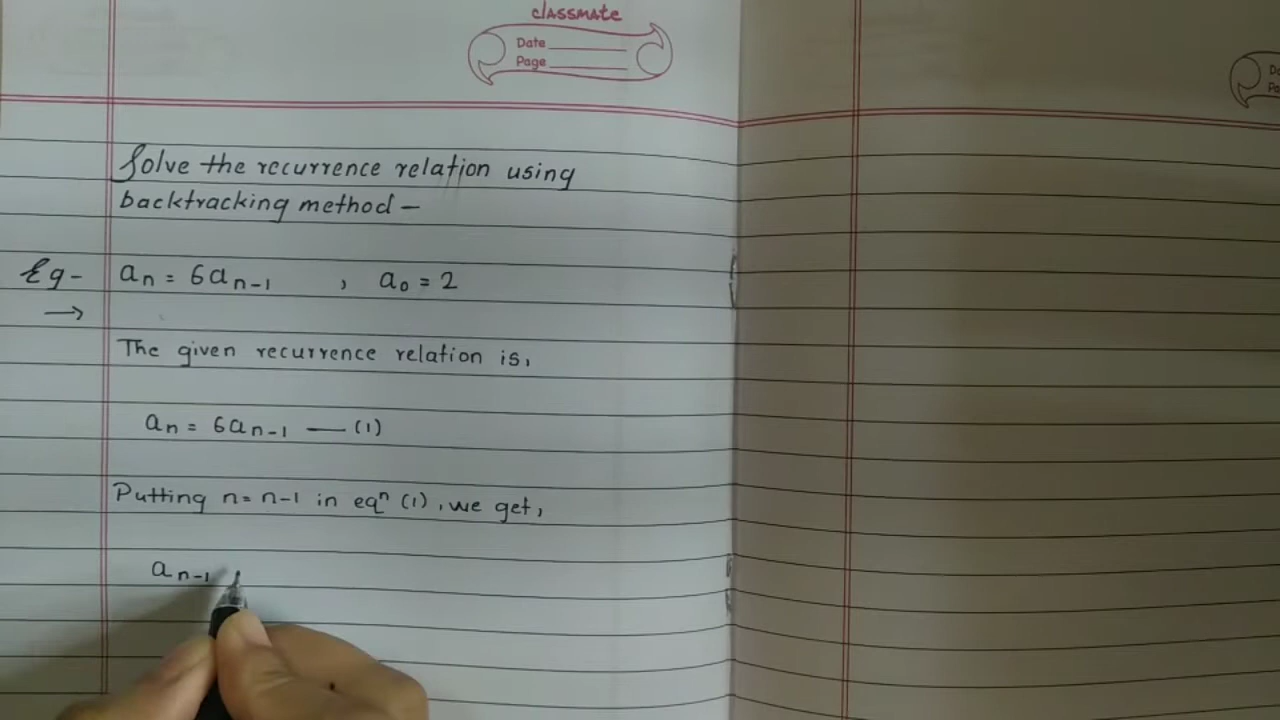 classmate
Date
Page
Solve the recurrence relation using
backtracking method –
Eg- aₙ = 6aₙ₋₁ , a₀ = 2
→
The given recurrence relation is,
aₙ = 6aₙ₋₁ — (1)
Putting n = n-1 in eqⁿ (1), we get,
aₙ₋₁